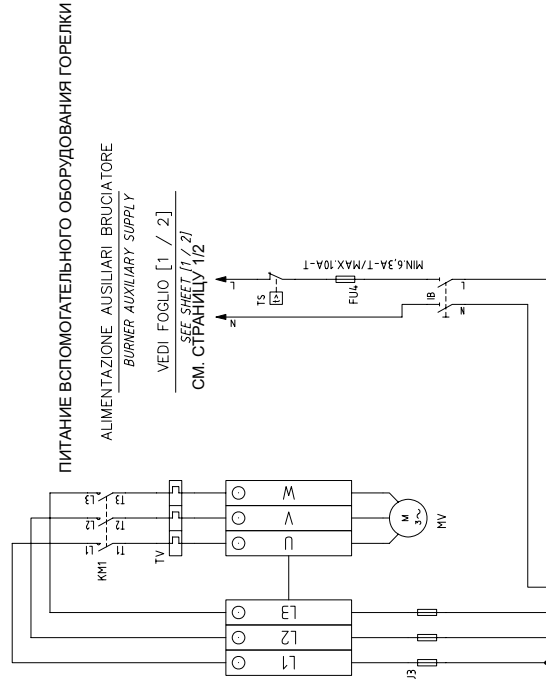 ПИТАНИЕ ВСПОМОГАТЕЛЬНОГО ОБОРУДОВАНИЯ ГОРЕЛКИ
ALIMENTAZIONE AUSILIARI BRUCIATORE
BURNER AUXILIARY SUPPLY
VEDI FOGLIO [1 / 2]
SEE SHEET [1 / 2]
СМ. СТРАНИЦУ 1/2
L
N
TS
FU4
MIN.6,3A-T/MAX.10A-T
IB
L
N
KM1
L1
L2
L3
T1
T2
T3
TV
U
V
W
M
3~
MV
L1
L2
L3